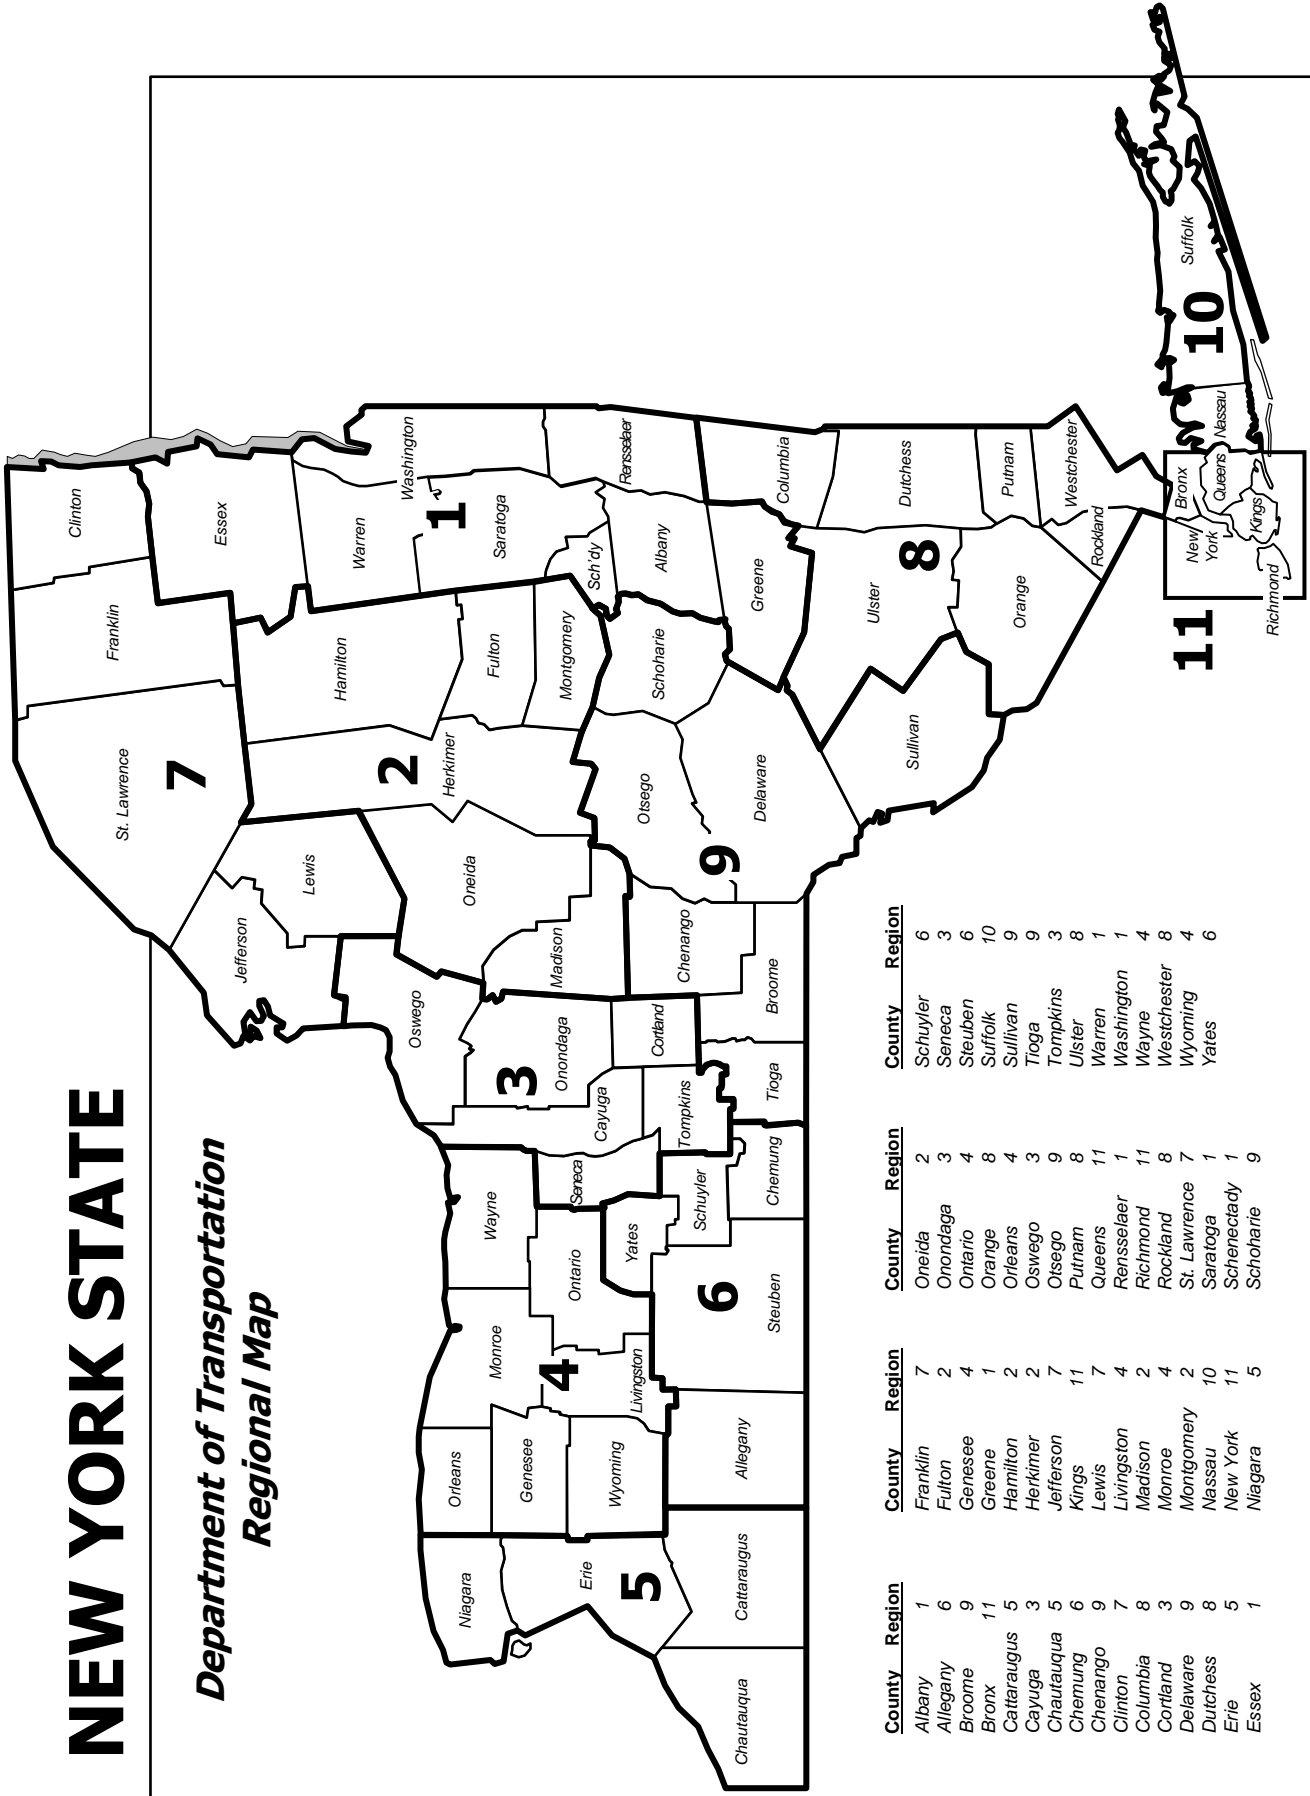 NEW YORK STATE
Department of Transportation
Regional Map
Clinton
Franklin
St. Lawrence
7
Essex
Jefferson
Lewis
Warren
Washington
1
Hamilton
2
Herkimer
Saratoga
Fulton
Oneida
Oswego
Sch'dy
Rensselaer
Montgomery
Madison
Onondaga
3
Cayuga
Cortland
Albany
Schoharie
Otsego
Wayne
Monroe
Orleans
Niagara
Seneca
Ontario
4
Genesee
Erie
Yates
Livingston
Wyoming
5
Columbia
Greene
Delaware
9
Chenango
Tompkins
Schuyler
6
Broome
Tioga
Chemung
Steuben
Allegany
Cattaraugus
Chautauqua
Dutchess
Ulster
8
Sullivan
Putnam
Orange
Westchester
Rockland
Suffolk
10
Nassau
Bronx
Queens
New
York
Kings
Richmond
11
County Region
Albany 1
Allegany 6
Broome 9
Bronx 11
Cattaraugus 5
Cayuga 3
Chautauqua 5
Chemung 6
Chenango 9
Clinton 7
Columbia 8
Cortland 3
Delaware 9
Dutchess 8
Erie 5
Essex 1
County Region
Franklin 7
Fulton 2
Genesee 4
Greene 1
Hamilton 2
Herkimer 2
Jefferson 7
Kings 11
Lewis 7
Livingston 4
Madison 2
Monroe 4
Montgomery 2
Nassau 10
New York 11
Niagara 5
County Region
Oneida 2
Onondaga 3
Ontario 4
Orange 8
Orleans 4
Oswego 3
Otsego 9
Putnam 8
Queens 11
Rensselaer 1
Richmond 11
Rockland 8
St. Lawrence 7
Saratoga 1
Schenectady 1
Schoharie 9
County Region
Schuyler 6
Seneca 3
Steuben 6
Suffolk 10
Sullivan 9
Tioga 9
Tompkins 3
Ulster 8
Warren 1
Washington 1
Wayne 4
Westchester 8
Wyoming 4
Yates 6